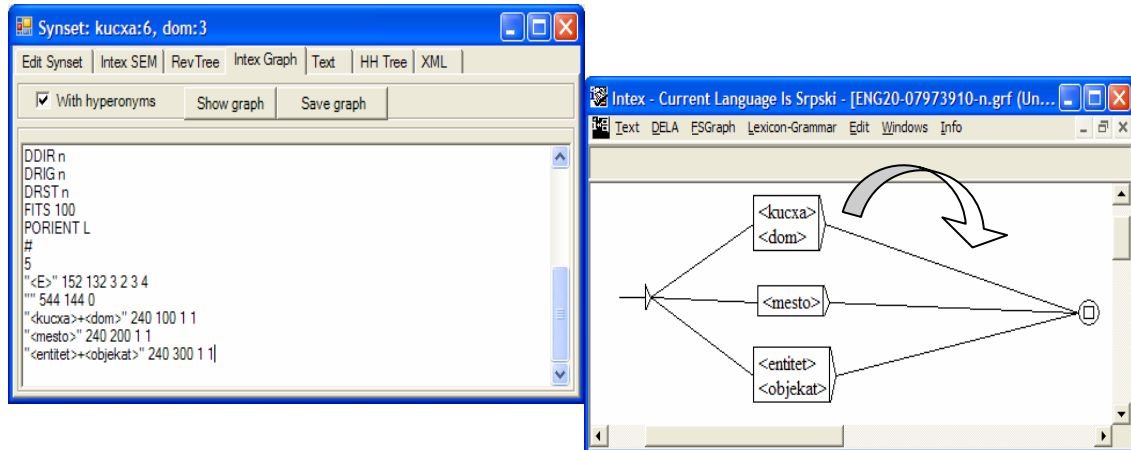 Synset: kucxa:6, dom:3
Edit Synset Intex SEM RevTree Intex Graph Text HH Tree XML
With hyperonyms Show graph Save graph
DDIR n
DRIG n
DRST n
FITS 100
PORIENT L
#
5
"<E>" 152 132 3 2 3 4
"" 544 144 0
"<kucxa>+<dom>" 240 100 1 1
"<mesto>" 240 200 1 1
"<entitet>+<objekat>" 240 300 1 1
Intex - Current Language Is Srpski - [ENG20-07973910-n.grf (Un...
Text DELA FSGraph Lexicon-Grammar Edit Windows Info
<kucxa>
<dom>
<mesto>
<entitet>
<objekat>